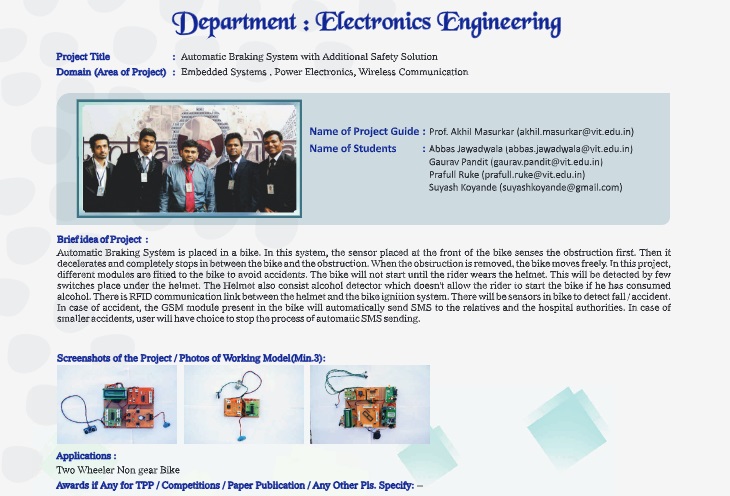 Department : Electronics Engineering
Project Title : Automatic Braking System with Additional Safety Solution
Domain (Area of Project) : Embedded Systems , Power Electronics, Wireless Communication
Name of Project Guide : Prof. Akhil Masurkar (akhil.masurkar@vit.edu.in)
Name of Students : Abbas Jawadwala (abbas.jawadwala@vit.edu.in)
Gaurav Pandit (gaurav.pandit@vit.edu.in)
Prafull Ruke (prafull.ruke@vit.edu.in)
Suyash Koyande (suyashkoyande@gmail.com)
Brief idea of Project :
Automatic Braking System is placed in a bike. In this system, the sensor placed at the front of the bike senses the obstruction first. Then it
decelerates and completely stops in between the bike and the obstruction. When the obstruction is removed, the bike moves freely. In this project,
different modules are fitted to the bike to avoid accidents. The bike will not start until the rider wears the helmet. This will be detected by few
switches place under the helmet. The Helmet also consist alcohol detector which doesn't allow the rider to start the bike if he has consumed
alcohol. There is RFID communication link between the helmet and the bike ignition system. There will be sensors in bike to detect fall / accident.
In case of accident, the GSM module present in the bike will automatically send SMS to the relatives and the hospital authorities. In case of
smaller accidents, user will have choice to stop the process of automatic SMS sending.
Screenshots of the Project / Photos of Working Model(Min.3):
Applications :
Two Wheeler Non gear Bike
Awards if Any for TPP / Competitions / Paper Publication / Any Other Pls. Specify: –